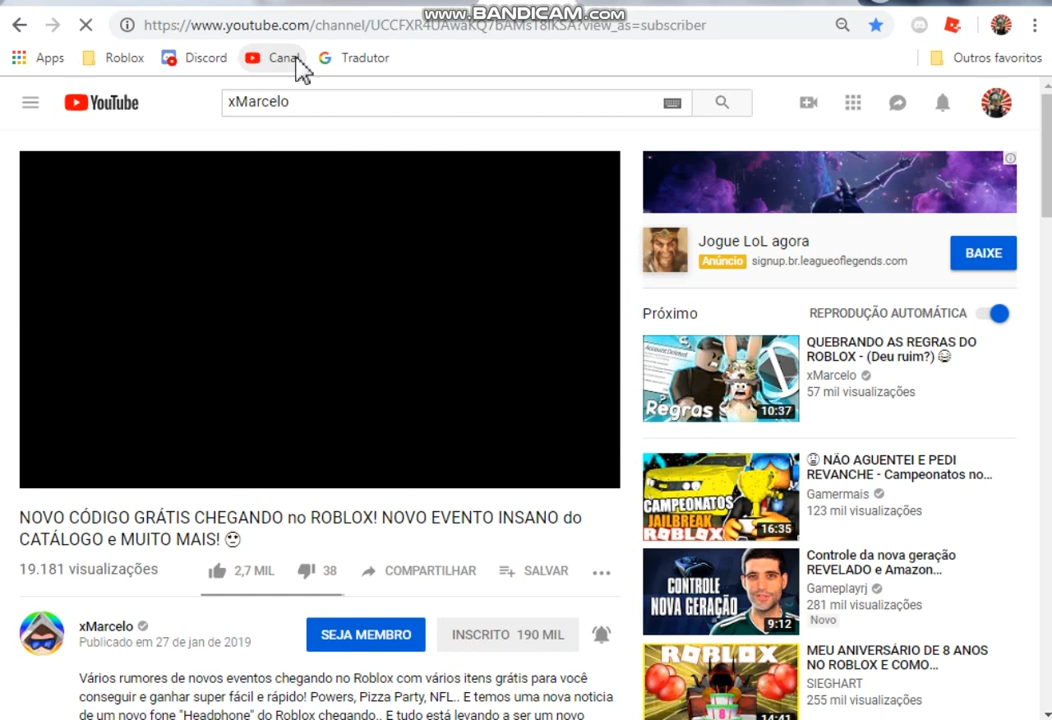 www.BANDICAM.com
https://www.youtube.com/channel/UCCFXR4UAwaKQ7bAMsT8IKSA?view_as=subscriber
Apps Roblox Discord Canal Tradutor Outros favoritos
YouTube
xMarcelo
Jogue LoL agora
Anúncio signup.br.leagueoflegends.com
BAIXE
Próximo REPRODUÇÃO AUTOMÁTICA
Account Deleted
Regras
10:37
QUEBRANDO AS REGRAS DO
ROBLOX - (Deu ruim?) 😂
xMarcelo
57 mil visualizações
CAMPEONATOS
JAILBREAK
ROBLOX
16:35
😨 NÃO AGUENTEI E PEDI
REVANCHE - Campeonatos no...
Gamermais
123 mil visualizações
CONTROLE
NOVA GERAÇÃO
9:12
Controle da nova geração
REVELADO e Amazon...
Gameplayrj
281 mil visualizações
Novo
ROBLOX
8
14:41
MEU ANIVERSÁRIO DE 8 ANOS
NO ROBLOX E COMO...
SIEGHART
255 mil visualizações
NOVO CÓDIGO GRÁTIS CHEGANDO no ROBLOX! NOVO EVENTO INSANO do
CATÁLOGO e MUITO MAIS! 😳
19.181 visualizações 2,7 MIL 38 COMPARTILHAR SALVAR
xMarcelo
Publicado em 27 de jan de 2019
SEJA MEMBRO INSCRITO 190 MIL
Vários rumores de novos eventos chegando no Roblox com vários itens grátis para você
conseguir e ganhar super fácil e rápido! Powers, Pizza Party, NFL.. E temos uma nova noticia
de um novo fone "Headphone" do Roblox chegando.. E tudo está levando a ser um novo